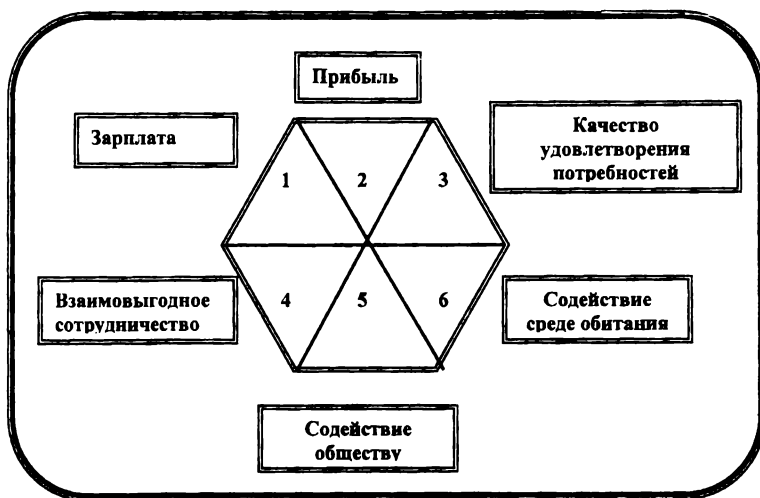 Прибыль
Зарплата
Качество
удовлетворения
потребностей
1
2
3
Взаимовыгодное
сотрудничество
4
5
6
Содействие
среде обитания
Содействие
обществу